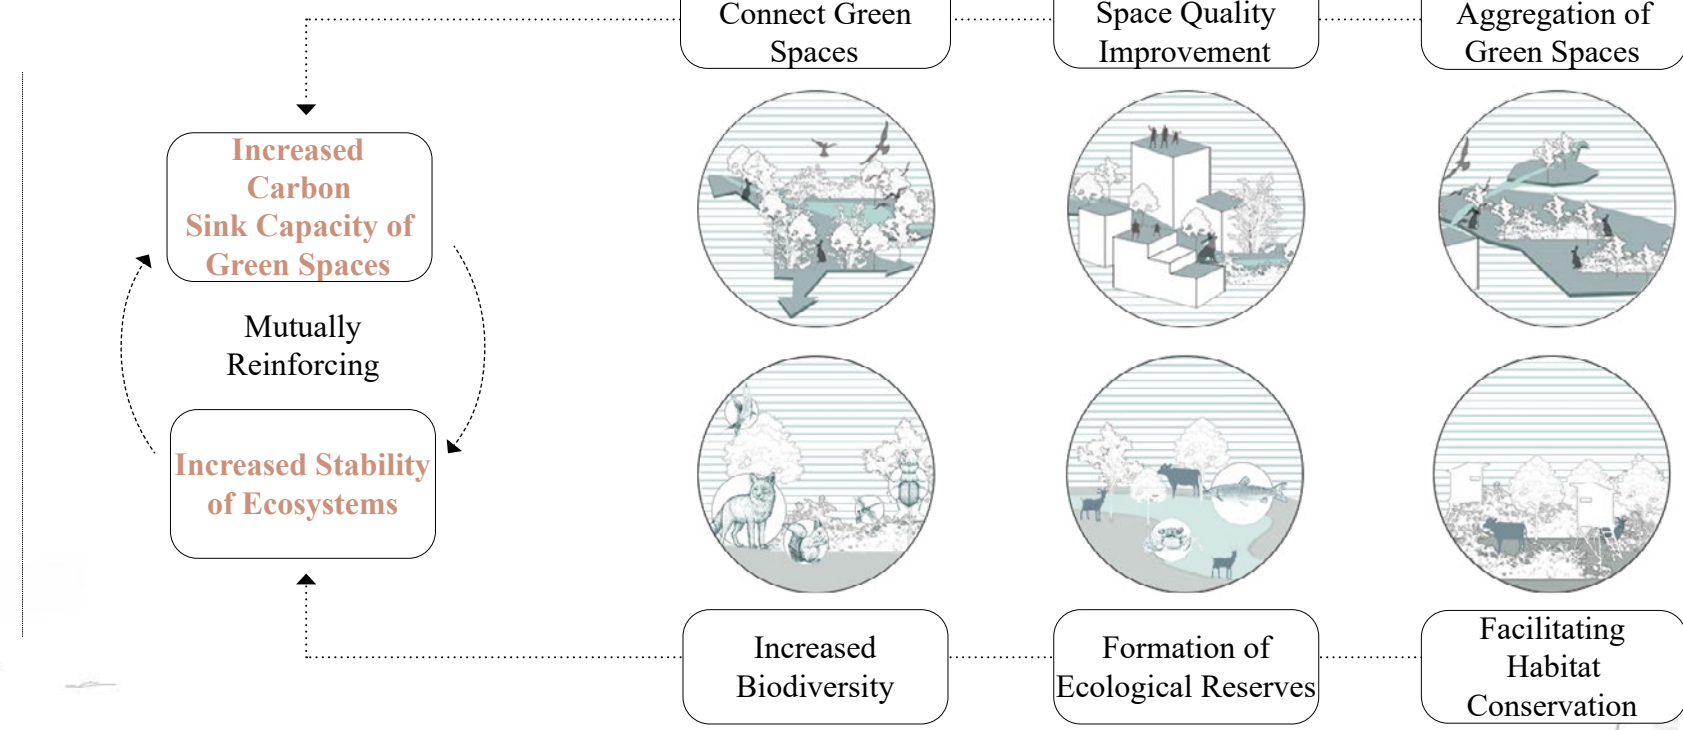 Connect Green
Spaces
Space Quality
Improvement
Aggregation of
Green Spaces
Increased
Carbon
Sink Capacity of
Green Spaces
Mutually
Reinforcing
Increased Stability
of Ecosystems
Increased
Biodiversity
Formation of
Ecological Reserves
Facilitating
Habitat
Conservation